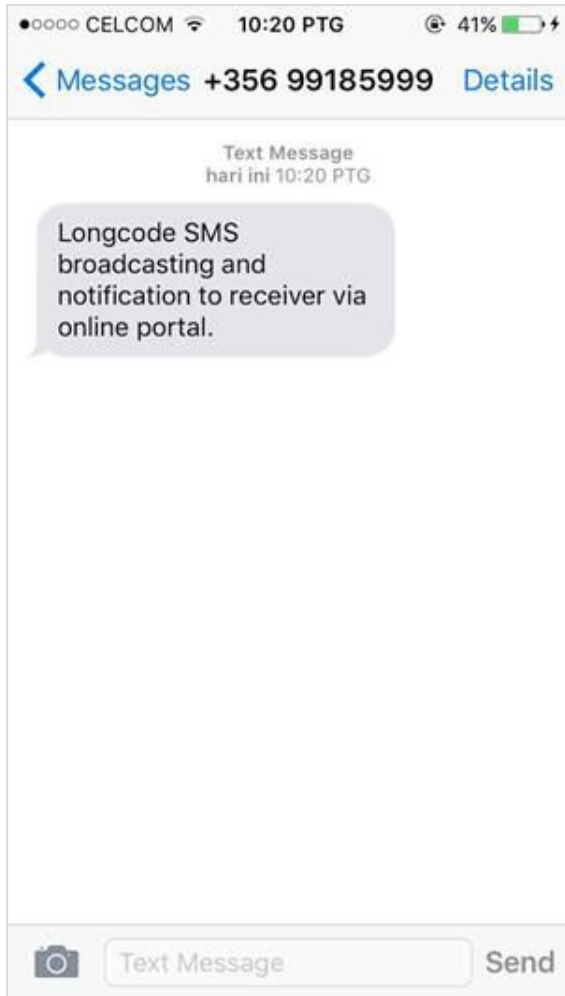 CELCOM 10:20 PTG 41%
Messages +356 99185999 Details
Text Message
hari ini 10:20 PTG
Longcode SMS
broadcasting and
notification to receiver via
online portal.
Text Message Send